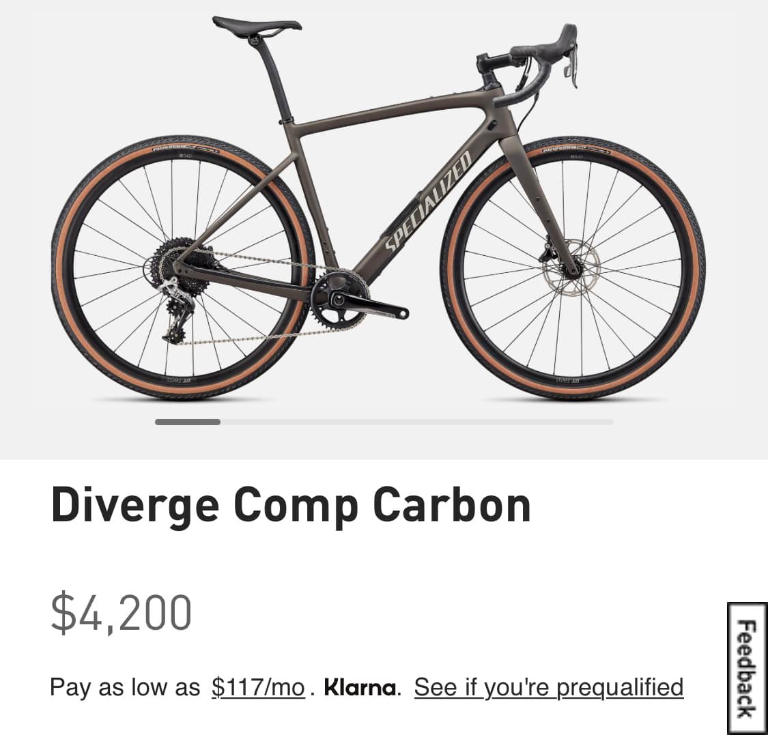 SPECIALIZED
Diverge Comp Carbon
$4,200
Pay as low as $117/mo. Klarna. See if you're prequalified
Feedback